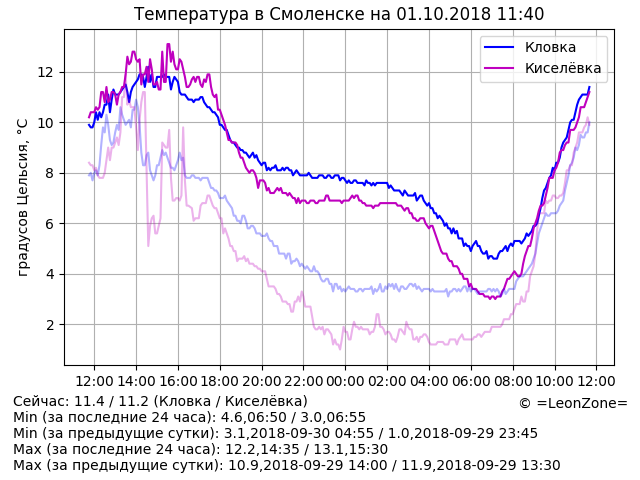 Температура в Смоленске на 01.10.2018 11:40
Кловка
Киселёвка
градусов Цельсия, °C
12
10
8
6
4
2
12:00 14:00 16:00 18:00 20:00 22:00 00:00 02:00 04:00 06:00 08:00 10:00 12:00
Сейчас: 11.4 / 11.2 (Кловка / Киселёвка)
© =LeonZone=
Min (за последние 24 часа): 4.6,06:50 / 3.0,06:55
Min (за предыдущие сутки): 3.1,2018-09-30 04:55 / 1.0,2018-09-29 23:45
Max (за последние 24 часа): 12.2,14:35 / 13.1,15:30
Max (за предыдущие сутки): 10.9,2018-09-29 14:00 / 11.9,2018-09-29 13:30